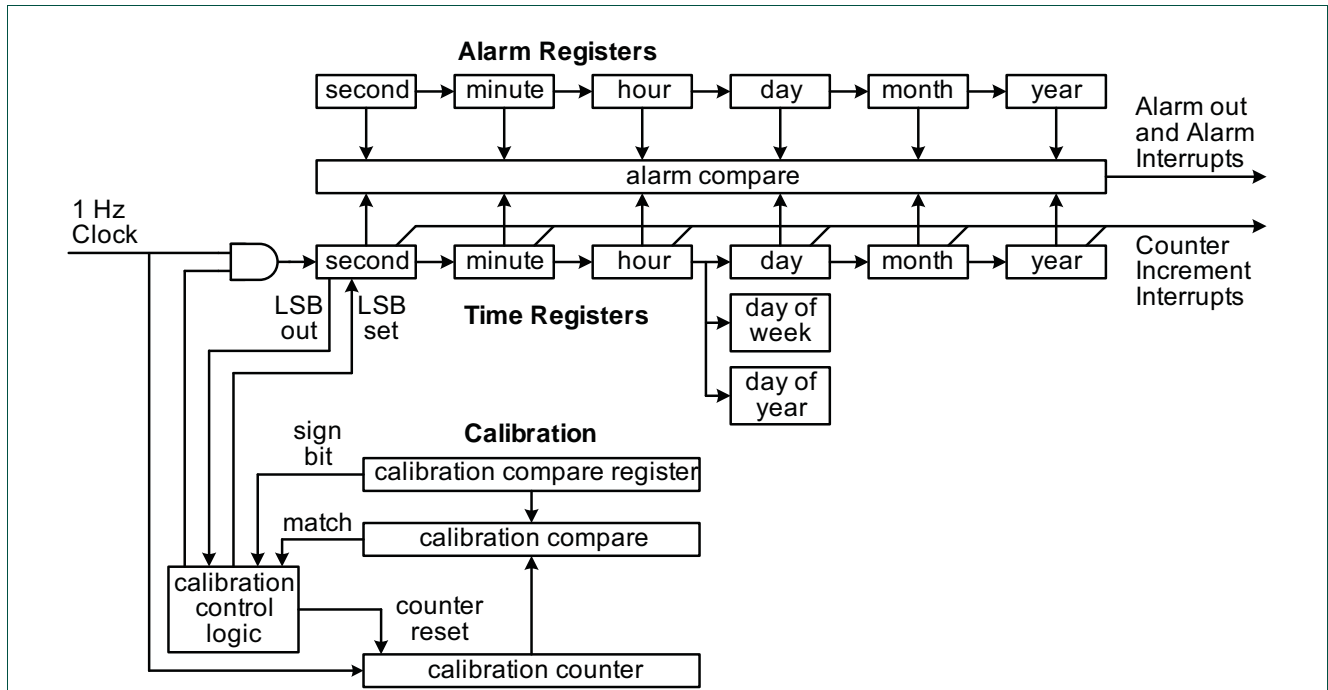 Alarm Registers
second
minute
hour
day
month
year
Alarm out
and Alarm
Interrupts
alarm compare
1 Hz
Clock
second
minute
hour
day
month
year
Counter
Increment
Interrupts
LSB
out
LSB
set
Time Registers
day of
week
day of
year
Calibration
sign
bit
calibration compare register
match
calibration compare
calibration
control
logic
counter
reset
calibration counter